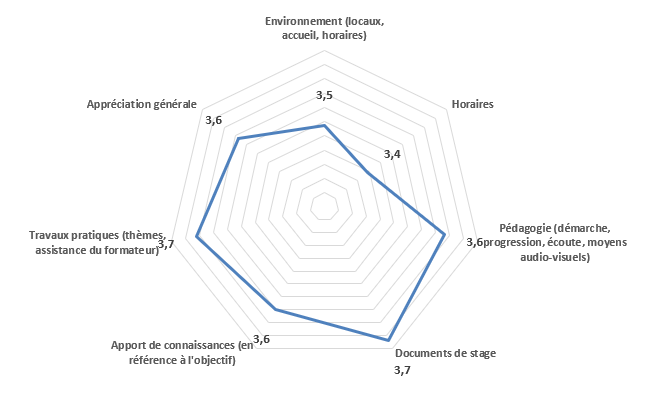 Environnement (locaux,
accueil, horaires)
3,5
Appréciation générale
3,6
Horaires
3,4
Pédagogie (démarche,
progression, écoute, moyens
audio-visuels)
3,6
Travaux pratiques (thèmes,
assistance du formateur)
3,7
Apport de connaissances (en
référence à l'objectif)
3,6
Documents de stage
3,7